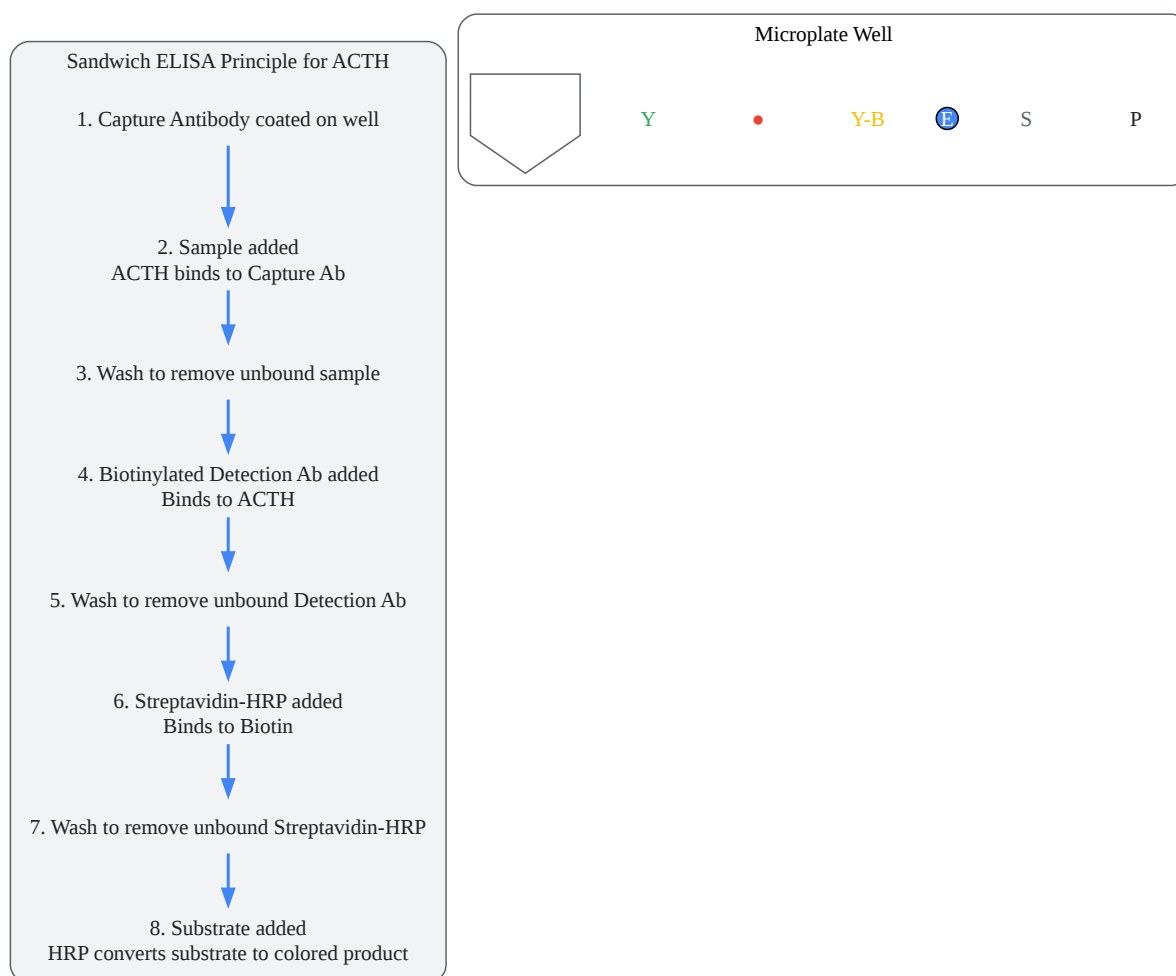 Sandwich ELISA Principle for ACTH
1. Capture Antibody coated on well
2. Sample added
ACTH binds to Capture Ab
3. Wash to remove unbound sample
4. Biotinylated Detection Ab added
Binds to ACTH
5. Wash to remove unbound Detection Ab
6. Streptavidin-HRP added
Binds to Biotin
7. Wash to remove unbound Streptavidin-HRP
8. Substrate added
HRP converts substrate to colored product
Microplate Well
Y Y-B E S P